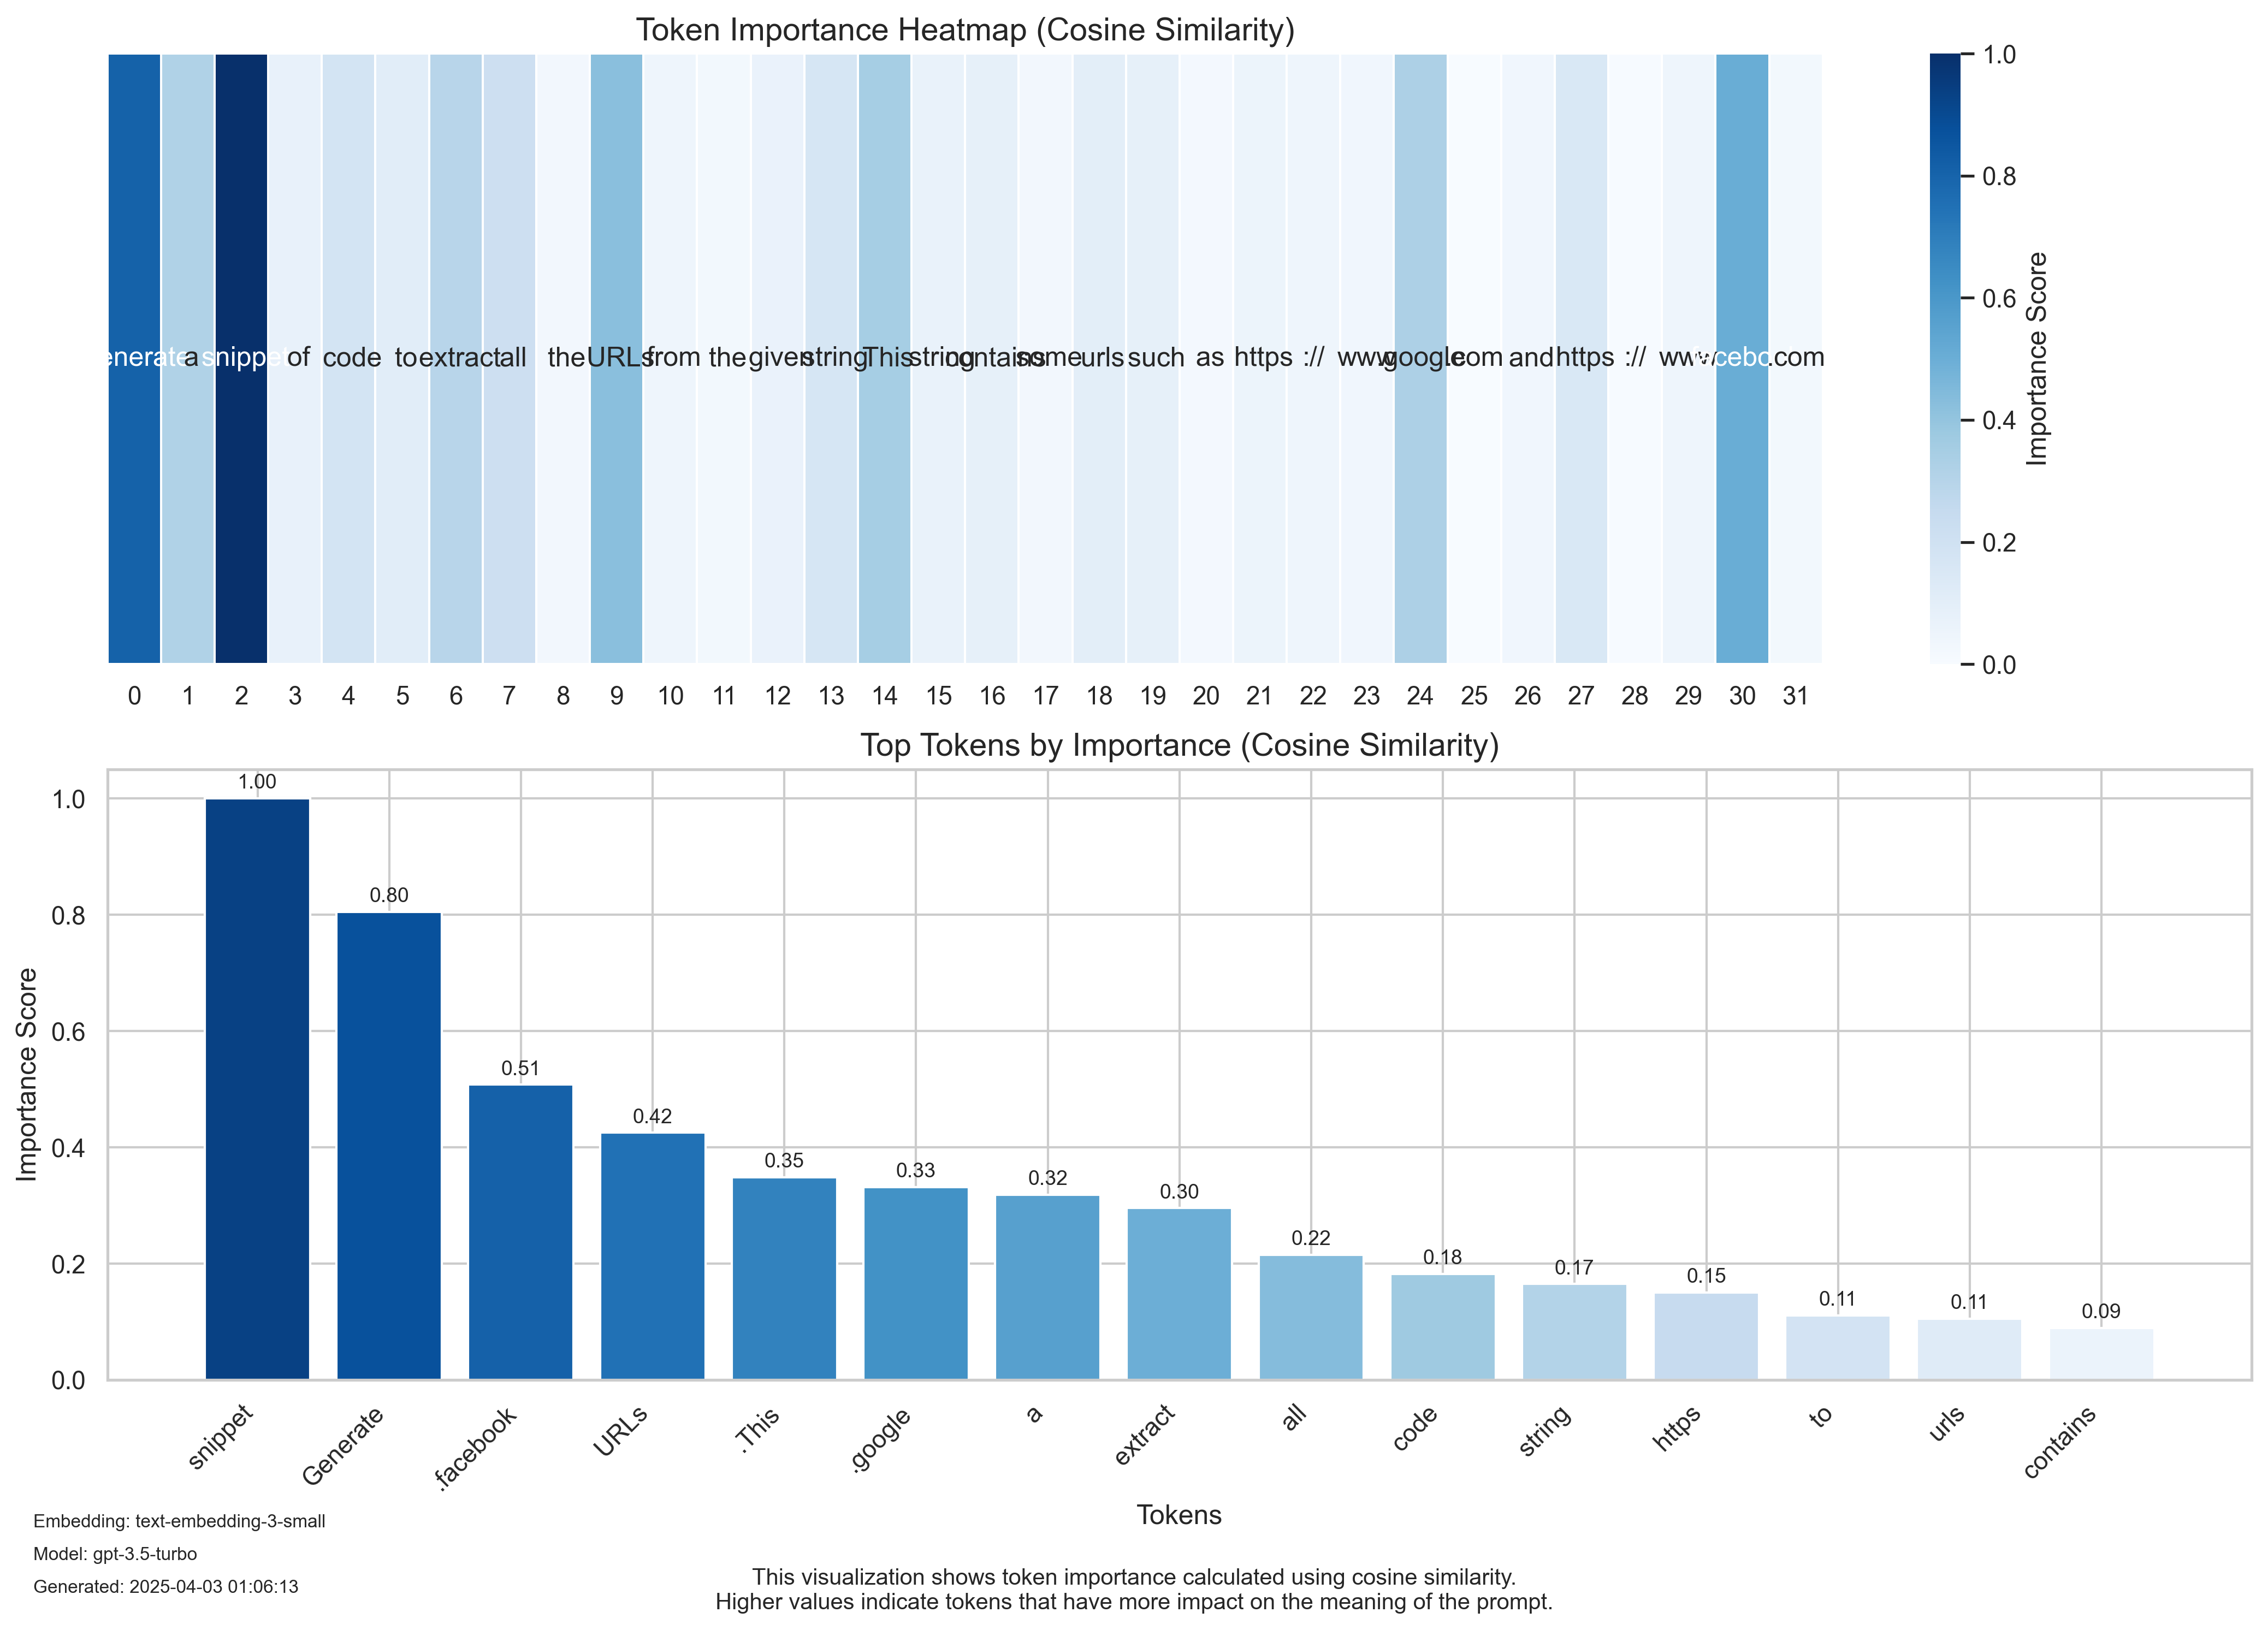 Token Importance Heatmap (Cosine Similarity)
enerate a snippet of code to extract all the URLs from the given string This string contains some urls such as https :// www google .com and https :// www facebo .com
1.0
0.8
0.6
0.4
0.2
0.0
Importance Score
0 1 2 3 4 5 6 7 8 9 10 11 12 13 14 15 16 17 18 19 20 21 22 23 24 25 26 27 28 29 30 31
Top Tokens by Importance (Cosine Similarity)
Importance Score
1.0
0.8
0.6
0.4
0.2
0.0
1.00 0.80 0.51 0.42 0.35 0.33 0.32 0.30 0.22 0.18 0.17 0.15 0.11 0.11 0.09
snippet Generate .facebook URLs .This .google a extract all code string https to urls contains
Tokens
Embedding: text-embedding-3-small
Model: gpt-3.5-turbo
Generated: 2025-04-03 01:06:13
This visualization shows token importance calculated using cosine similarity.
Higher values indicate tokens that have more impact on the meaning of the prompt.